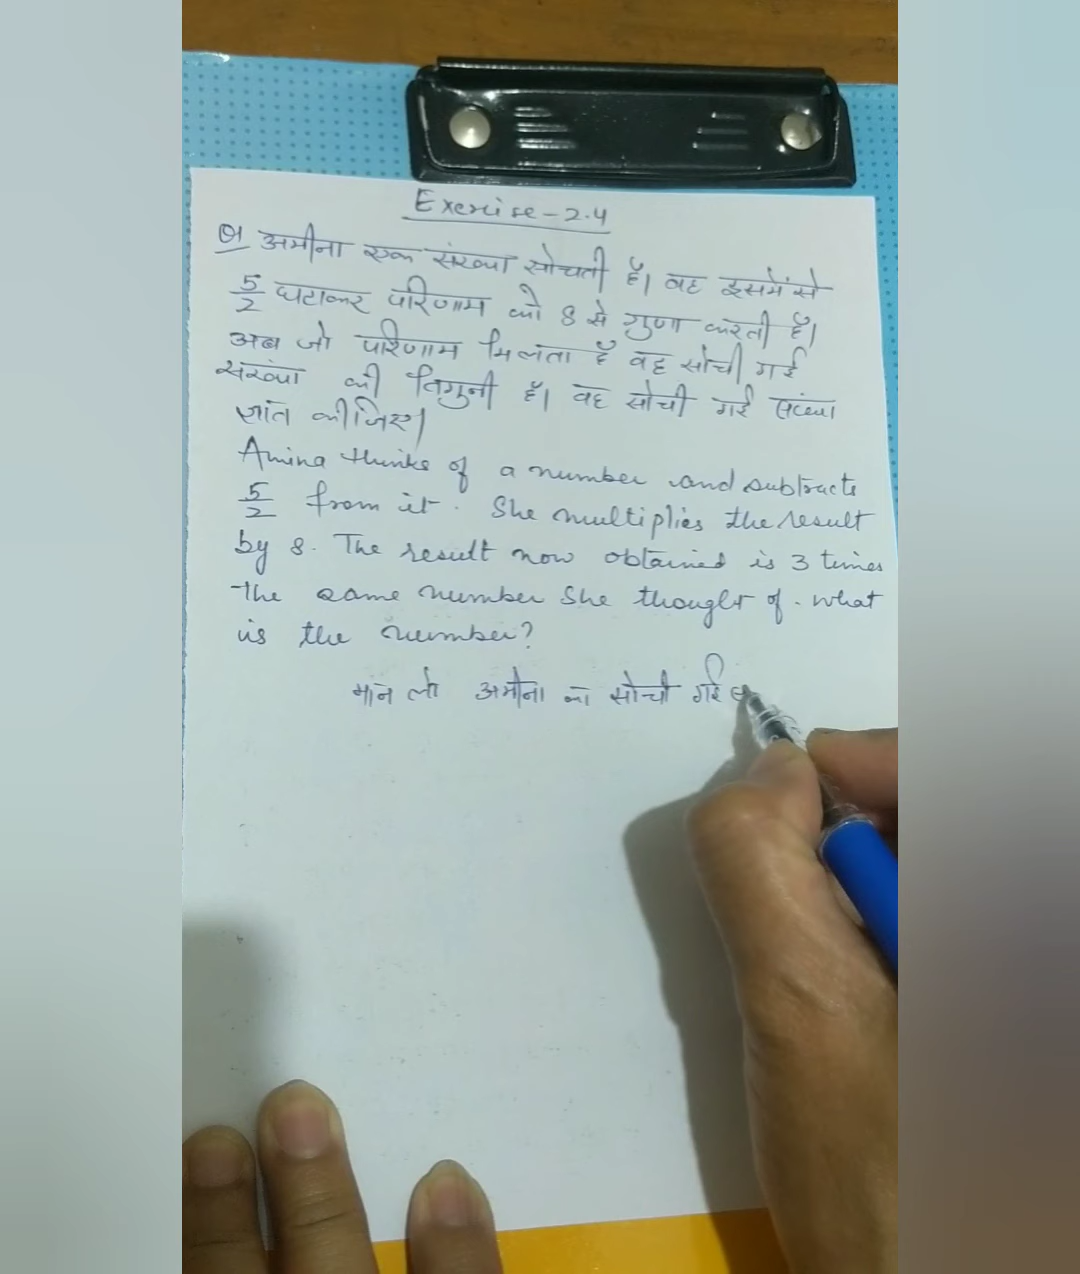 Exercise-2.4
Q अमीना एक संख्या सोचती है। वह इसमें से
5/2 घटाकर परिणाम को 8 से गुणा करती है।
अब जो परिणाम मिलता है वह सोची गई
संख्या की तिगुनी है। वह सोची गई संख्या
ज्ञात कीजिए।
Amina thinks of a number and subtracts
5/2 from it. She multiplies the result
by 8. The result now obtained is 3 times
the same number she thought of. what
is the number?
मान लो अमीना का सोची गई